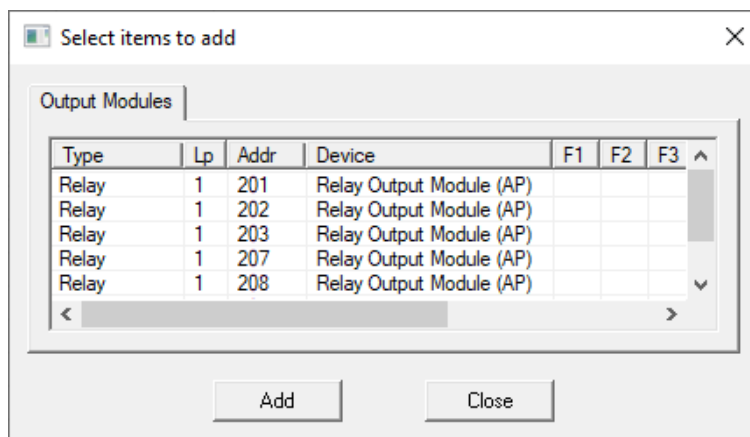 Select items to add
Output Modules
Type Lp Addr Device F1 F2 F3
Relay 1 201 Relay Output Module (AP)
Relay 1 202 Relay Output Module (AP)
Relay 1 203 Relay Output Module (AP)
Relay 1 207 Relay Output Module (AP)
Relay 1 208 Relay Output Module (AP)
Add Close